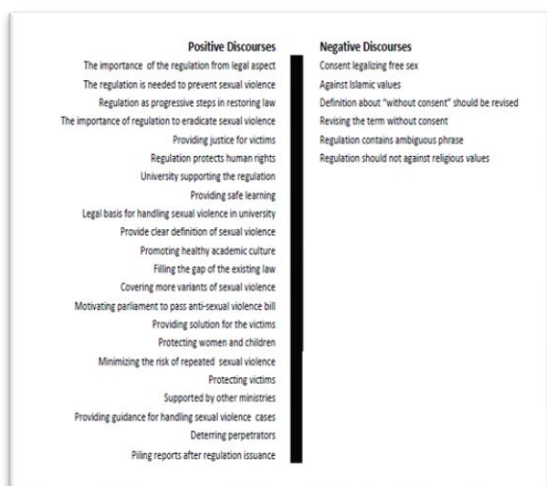 Positive Discourses
The importance of the regulation from legal aspect
The regulation is needed to prevent sexual violence
Regulation as progressive steps in restoring law
The importance of regulation to eradicate sexual violence
Providing justice for victims
Regulation protects human rights
University supporting the regulation
Providing safe learning
Legal basis for handling sexual violence in university
Provide clear definition of sexual violence
Promoting healthy academic culture
Filling the gap of the existing law
Covering more variants of sexual violence
Motivating parliament to pass anti-sexual violence bill
Providing solution for the victims
Protecting women and children
Minimizing the risk of repeated sexual violence
Protecting victims
Supported by other ministries
Providing guidance for handling sexual violence cases
Deterring perpetrators
Piling reports after regulation issuance
Negative Discourses
Consent legalizing free sex
Against Islamic values
Definition about "without consent" should be revised
Revising the term without consent
Regulation contains ambiguous phrase
Regulation should not against religious values